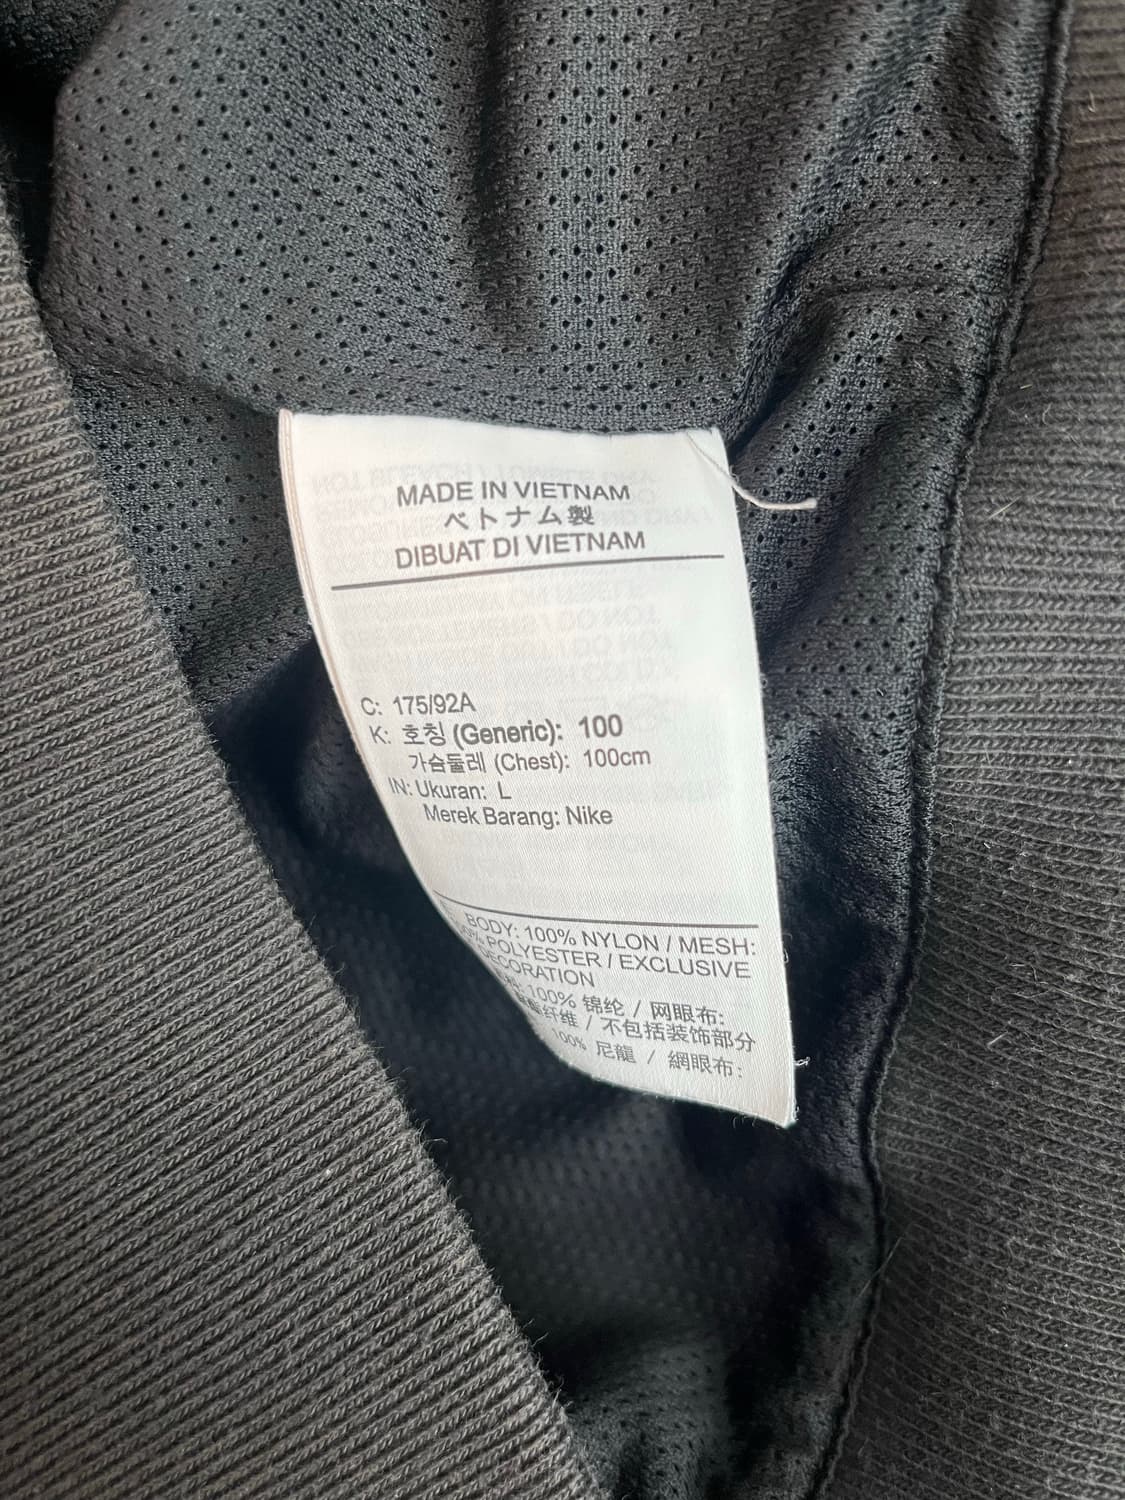 MADE IN VIETNAM
ベトナム製
DIBUAT DI VIETNAM
C: 175/92A
K: 호칭 (Generic): 100
가슴둘레 (Chest): 100cm
IN: Ukuran: L
Merek Barang: Nike
BODY: 100% NYLON / MESH:
POLYESTER / EXCLUSIVE
DECORATION
100% 锦纶 / 网眼布:
纤维 / 不包括装饰部分
100% 尼龍 / 網眼布: